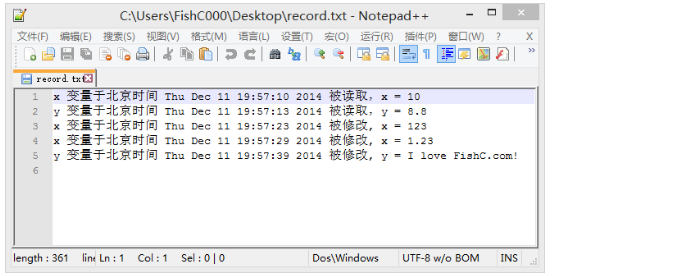 C:\Users\FishC000\Desktop\record.txt - Notepad++
文件(F) 编辑(E) 搜索(S) 视图(V) 格式(M) 语言(L) 设置(T) 宏(O) 运行(R) 插件(P) 窗口(W) ? X
record.txt
1 x 变量于北京时间 Thu Dec 11 19:57:10 2014 被读取, x = 10
2 y 变量于北京时间 Thu Dec 11 19:57:13 2014 被读取, y = 8.8
3 x 变量于北京时间 Thu Dec 11 19:57:23 2014 被修改, x = 123
4 x 变量于北京时间 Thu Dec 11 19:57:29 2014 被修改, x = 1.23
5 y 变量于北京时间 Thu Dec 11 19:57:39 2014 被修改, y = I love FishC.com!
6
length : 361 line Ln : 1 Col : 1 Sel : 0 | 0 Dos\Windows UTF-8 w/o BOM INS